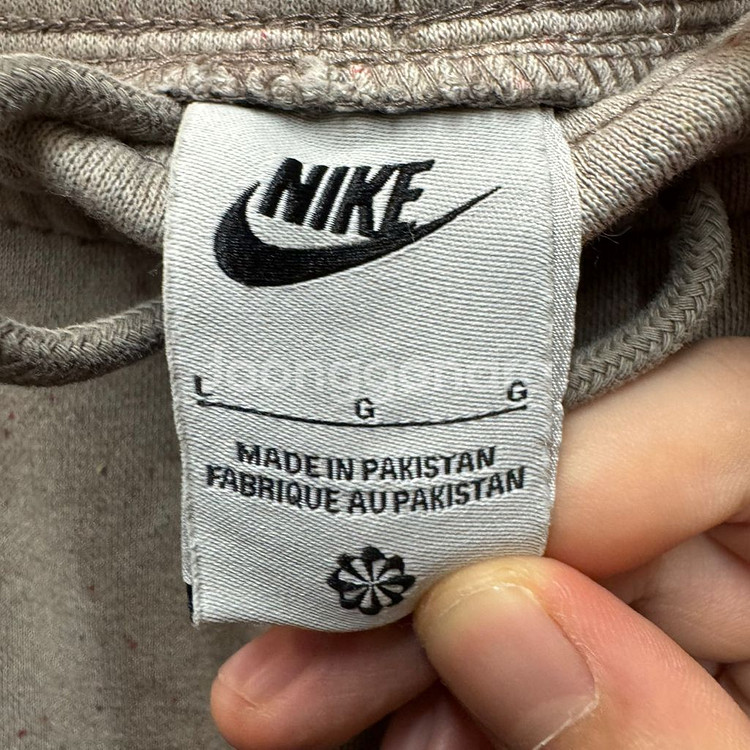 NIKE
L G G
MADE IN PAKISTAN
FABRIQUE AU PAKISTAN